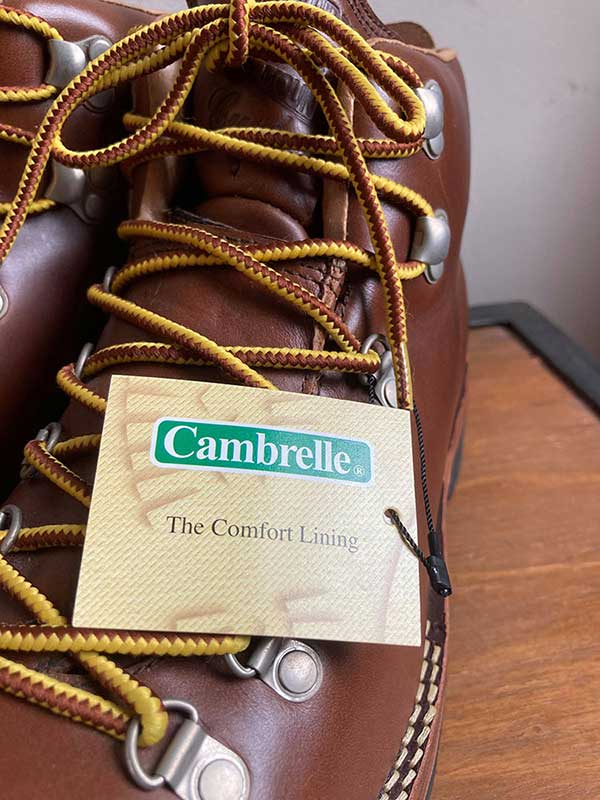 Cambrelle®
The Comfort Lining